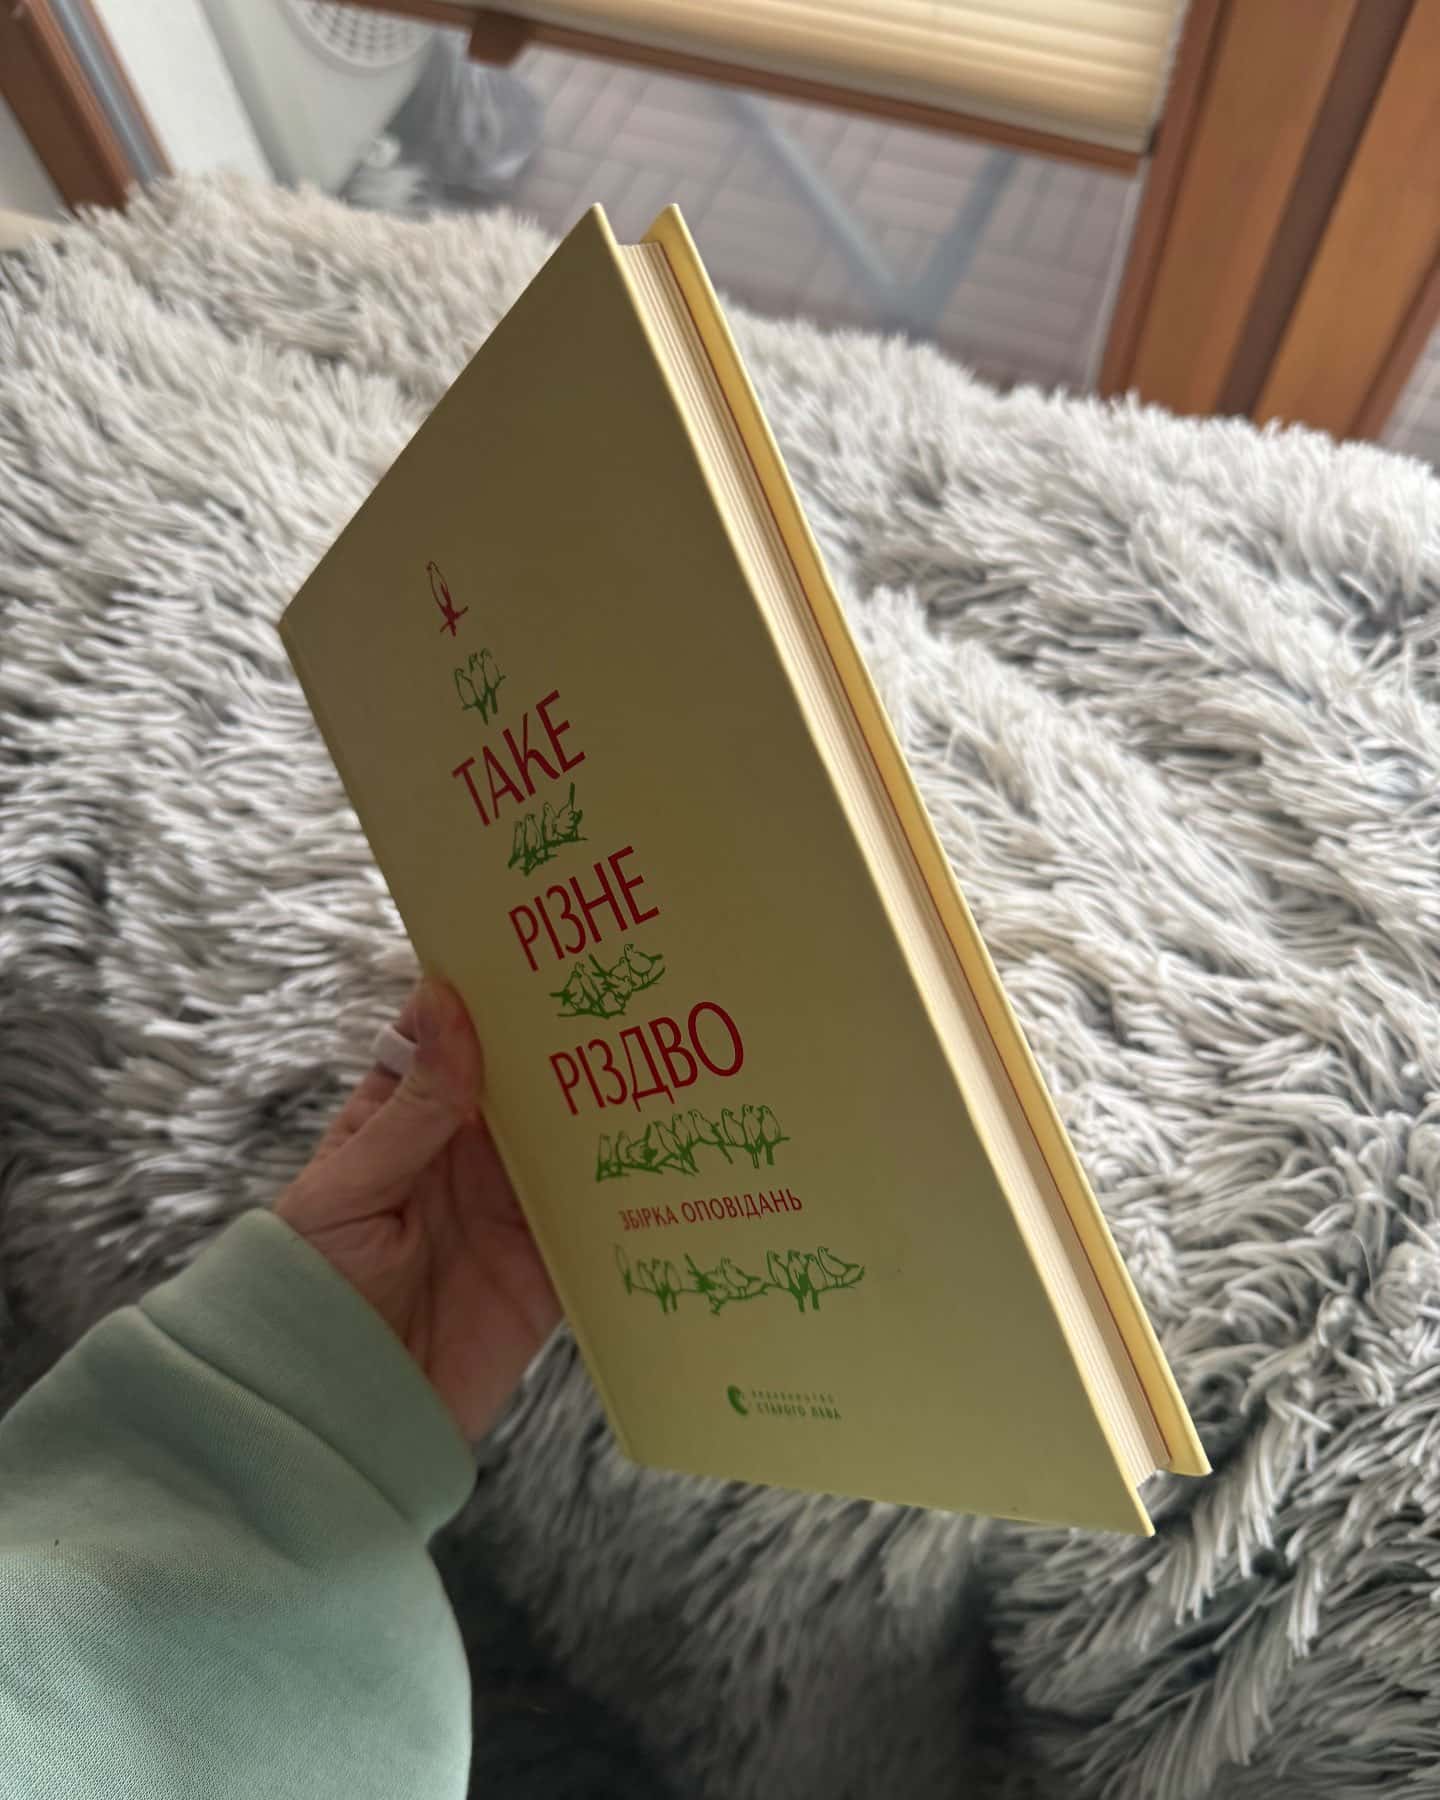 ТАКЕ
РІЗНЕ
РІЗДВО
ЗБІРКА ОПОВІДАНЬ
ВИДАВНИЦТВО
СТАРОГО ЛЕВА